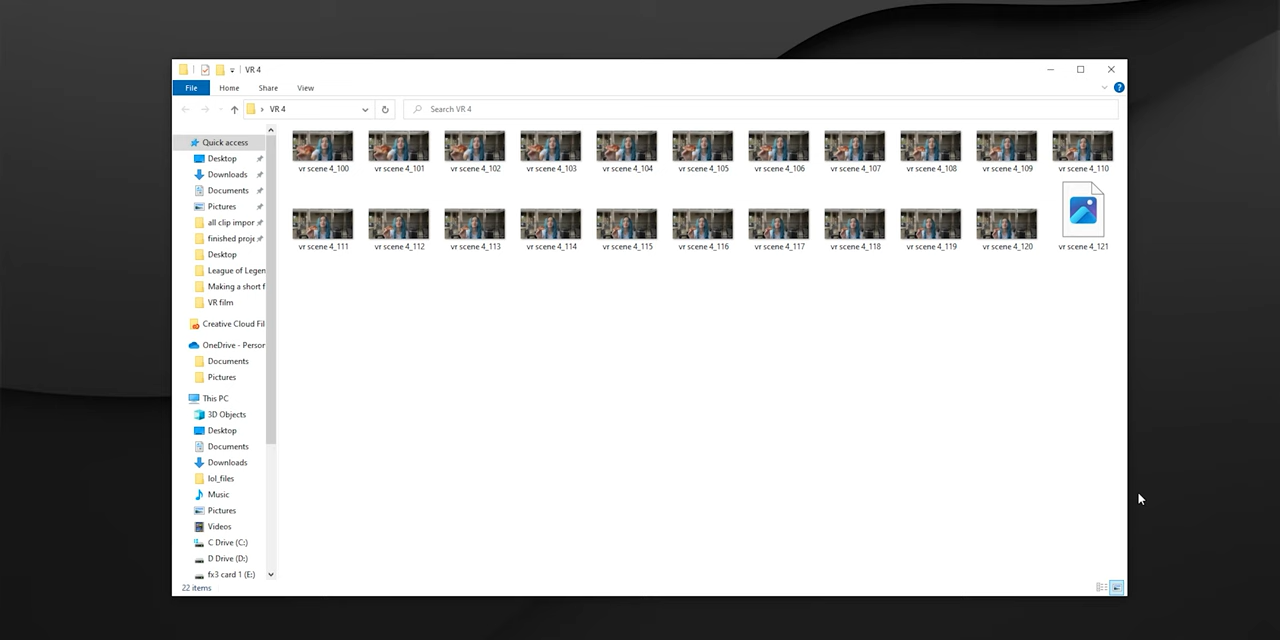 VR 4
File Home Share View
VR 4
Search VR 4
Quick access
Desktop
Downloads
Documents
Pictures
all clip impor
finished proje
Desktop
League of Legen
Making a short f
VR film
Creative Cloud Fil
OneDrive - Person
Documents
Pictures
This PC
3D Objects
Desktop
Documents
Downloads
lol_files
Music
Pictures
Videos
C Drive (C:)
D Drive (D:)
fx3 card 1 (E:)
vr scene 4_100 vr scene 4_101 vr scene 4_102 vr scene 4_103 vr scene 4_104 vr scene 4_105 vr scene 4_106 vr scene 4_107 vr scene 4_108 vr scene 4_109 vr scene 4_110
vr scene 4_111 vr scene 4_112 vr scene 4_113 vr scene 4_114 vr scene 4_115 vr scene 4_116 vr scene 4_117 vr scene 4_118 vr scene 4_119 vr scene 4_120 vr scene 4_121
22 items